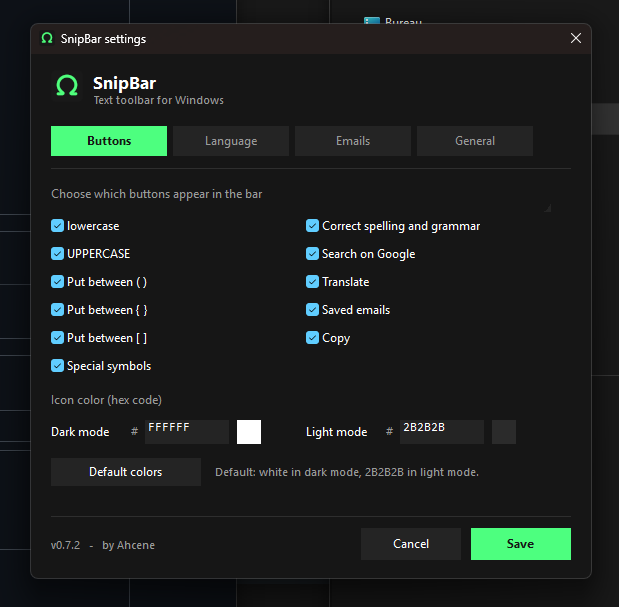 Bureau
SnipBar settings
SnipBar
Text toolbar for Windows
Buttons Language Emails General
Choose which buttons appear in the bar
lowercase Correct spelling and grammar
UPPERCASE Search on Google
Put between ( ) Translate
Put between { } Saved emails
Put between [ ] Copy
Special symbols
Icon color (hex code)
Dark mode # FFFFFF Light mode # 2B2B2B
Default colors Default: white in dark mode, 2B2B2B in light mode.
v0.7.2 - by Ahcene Cancel Save